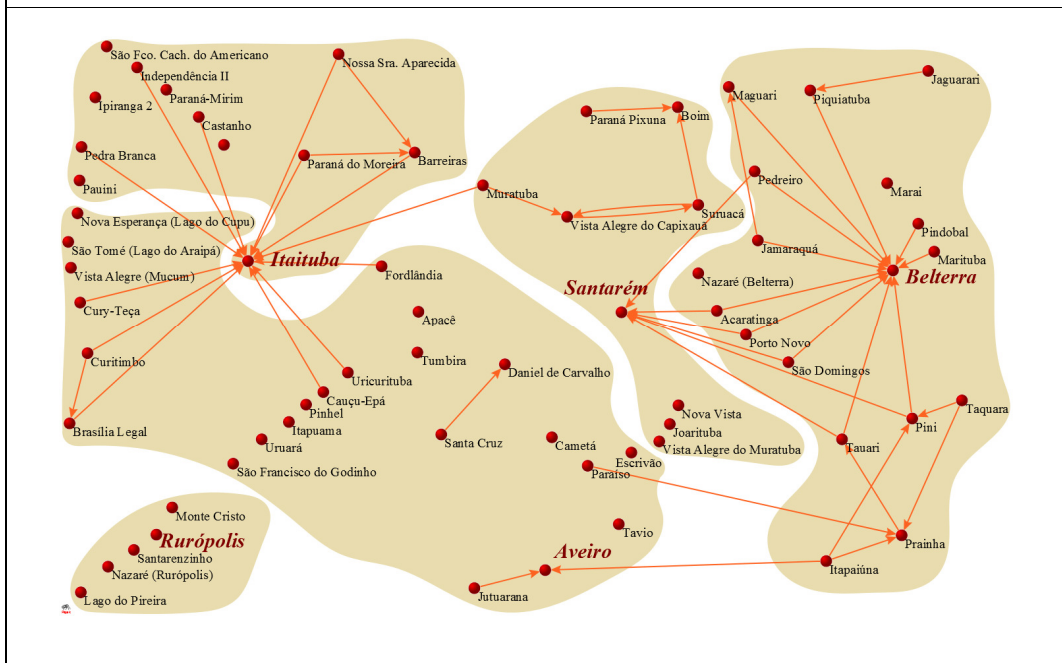 São Fco. Cach. do Americano
Nossa Sra. Aparecida
Independência II
Paraná-Mirim
Ipiranga 2
Castanho
Pedra Branca
Paraná do Moreira
Barreiras
Pauini
Nova Esperança (Lago do Cupu)
São Tomé (Lago do Araipá)
Vista Alegre (Mucum)
Itaituba
Cury-Teça
Fordlândia
Apacê
Curitimbo
Tumbira
Uricurituba
Cauçu-Epá
Pinhel
Itapuama
Brasília Legal
Uruará
São Francisco do Godinho
Daniel de Carvalho
Santa Cruz
Cametá
Escrivão
Paraíso
Tavio
Aveiro
Jutuarana
Monte Cristo
Rurópolis
Santarenzinho
Nazaré (Rurópolis)
Lago do Pireira
Paraná Pixuna
Boim
Muratuba
Suruacá
Vista Alegre do Capixauã
Santarém
Nova Vista
Joarituba
Vista Alegre do Muratuba
Jaguarari
Maguari
Piquiatuba
Pedreiro
Marai
Pindobal
Jamaraquá
Marituba
Nazaré (Belterra)
Belterra
Acaratinga
Porto Novo
São Domingos
Taquara
Pini
Tauari
Prainha
Itapaiúna